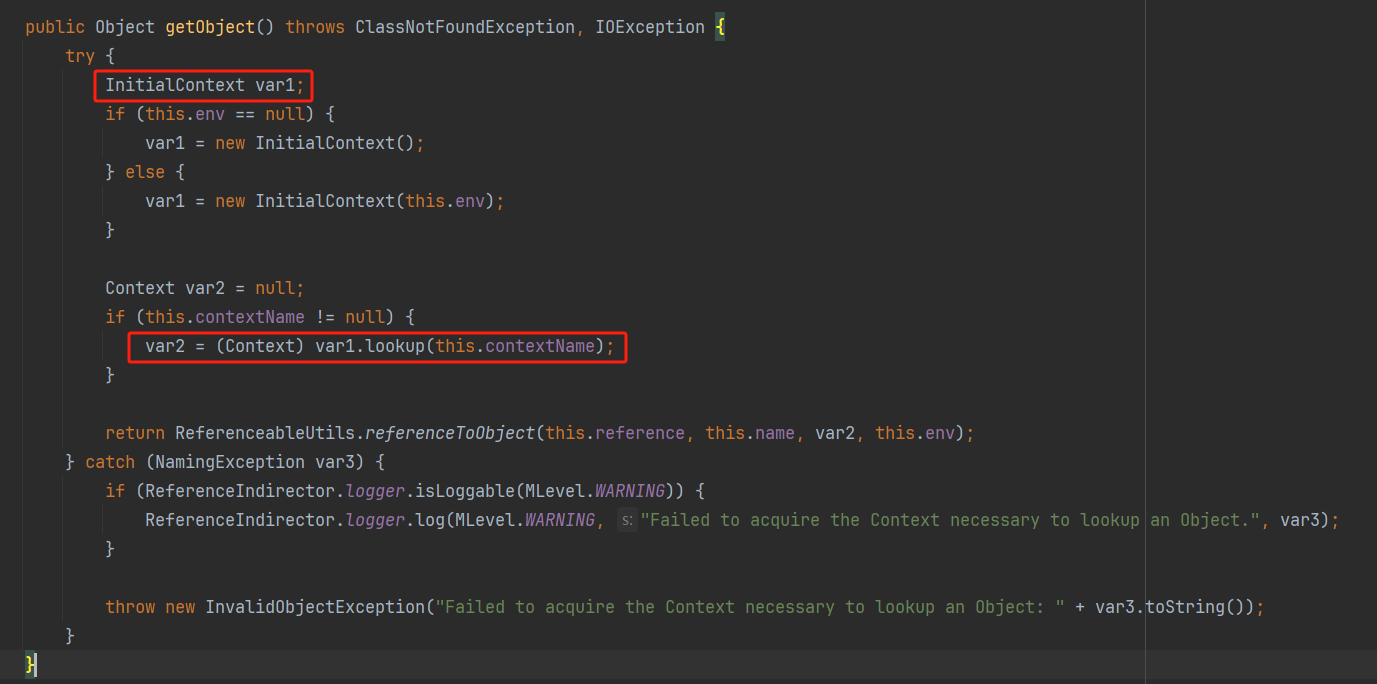 public Object getObject() throws ClassNotFoundException, IOException {
try {
InitialContext var1;
if (this.env == null) {
var1 = new InitialContext();
} else {
var1 = new InitialContext(this.env);
}
Context var2 = null;
if (this.contextName != null) {
var2 = (Context) var1.lookup(this.contextName);
}
return ReferenceableUtils.referenceToObject(this.reference, this.name, var2, this.env);
} catch (NamingException var3) {
if (ReferenceIndirector.logger.isLoggable(MLevel.WARNING)) {
ReferenceIndirector.logger.log(MLevel.WARNING, s: "Failed to acquire the Context necessary to lookup an Object.", var3);
}
throw new InvalidObjectException("Failed to acquire the Context necessary to lookup an Object: " + var3.toString());
}
}